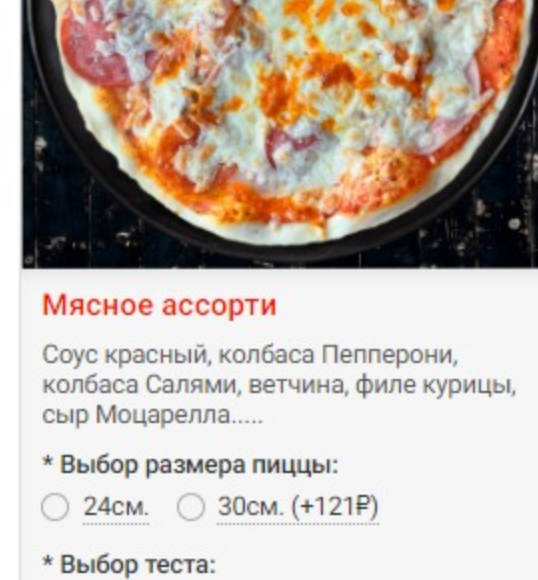 Мясное ассорти
Соус красный, колбаса Пепперони,
колбаса Салями, ветчина, филе курицы,
сыр Моцарелла.....
* Выбор размера пиццы:
24см. 30см. (+121₽)
* Выбор теста: